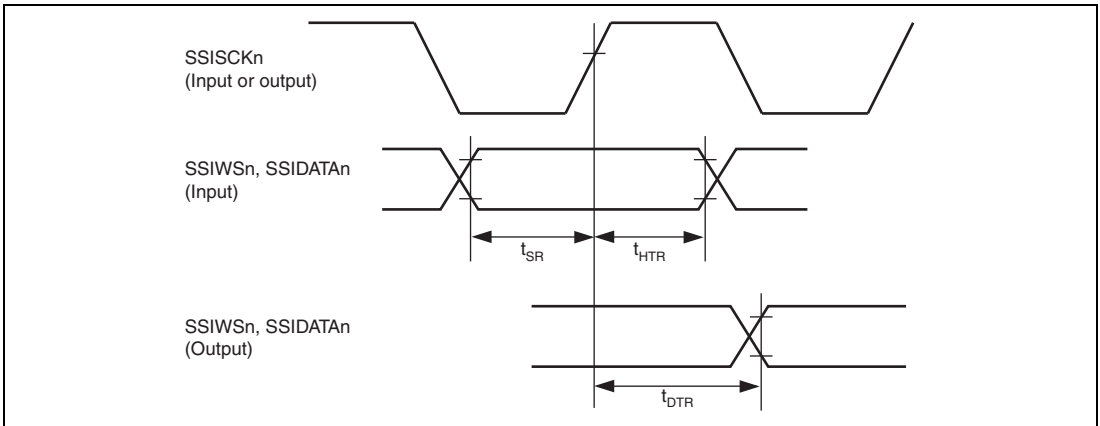 SSISCKn
(Input or output)
SSIWSn, SSIDATAn
(Input)
tSR
tHTR
SSIWSn, SSIDATAn
(Output)
tDTR